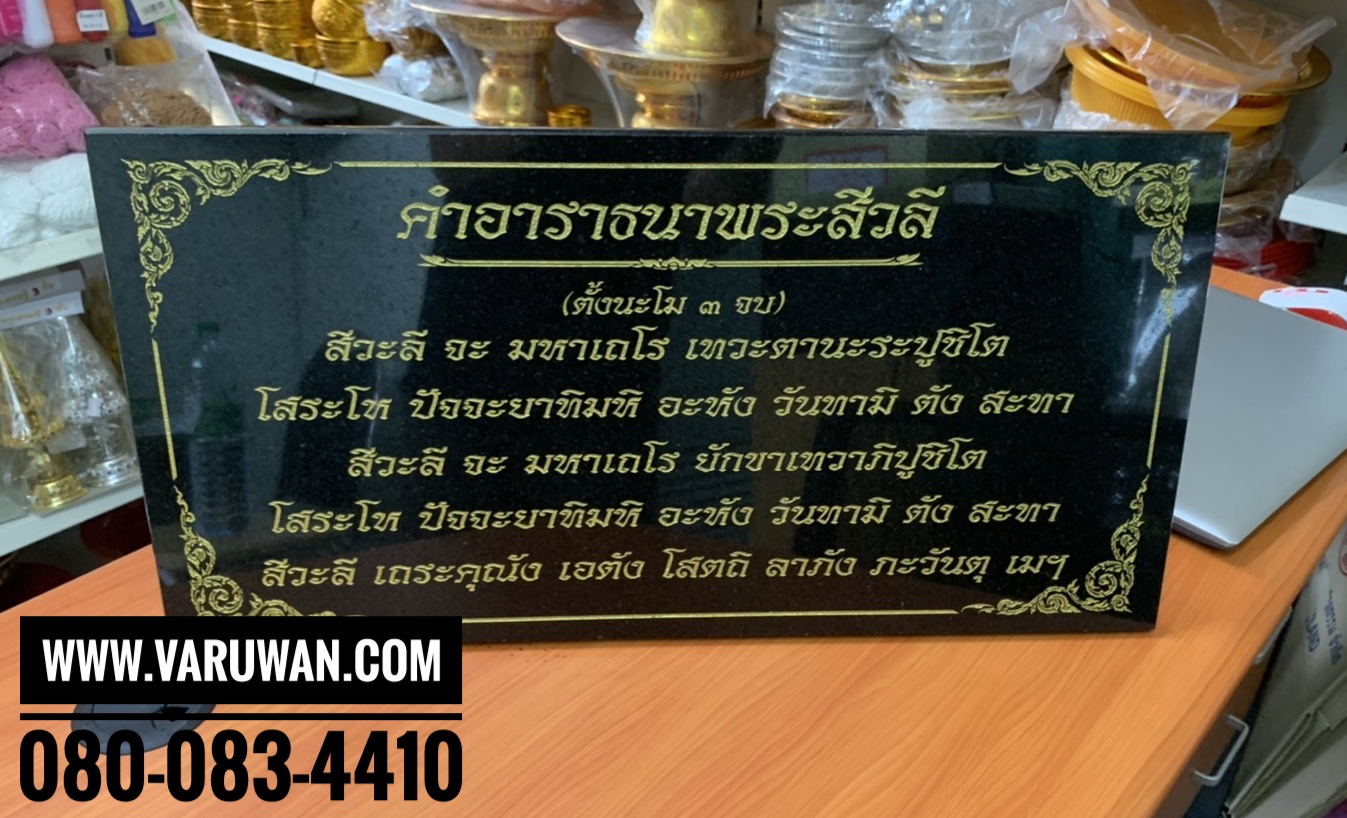 คำอาราธนาพระสีวลี
(ตั้งนะโม ๓ จบ)
สีวะลี จะ มหาเถโร เทวะตานะระปูชิโต
โสระโห ปัจจะยาทิมหิ อะหัง วันทามิ ตัง สะทา
สีวะลี จะ มหาเถโร ยักขาเทวาภิปูชิโต
โสระโห ปัจจะยาทิมหิ อะหัง วันทามิ ตัง สะทา
สีวะลี เถระคุณัง เอตัง โสตถิ ลาภัง ภะวันตุ เมฯ
WWW.VARUWAN.COM
080-083-4410